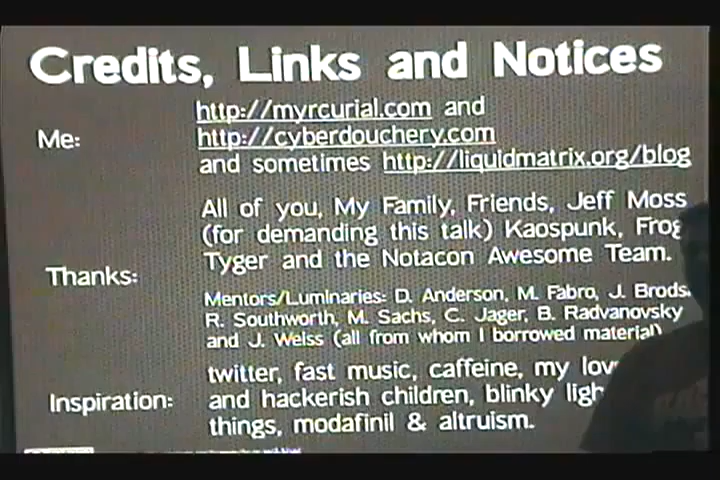 Credits, Links and Notices
Me:
http://myrcurial.com and
http://cyberdouchery.com
and sometimes http://liquidmatrix.org/blog
Thanks:
All of you, My Family, Friends, Jeff Moss
(for demanding this talk) Kaospunk, Frog
Tyger and the Notacon Awesome Team.
Mentors/Luminaries: D. Anderson, M. Fabro, J. Brods
R. Southworth, M. Sachs, C. Jager, B. Radvanovsky
and J. Weiss (all from whom I borrowed material)
Inspiration:
twitter, fast music, caffeine, my
and hackerish children, blinky
things, modafinil & altruism.